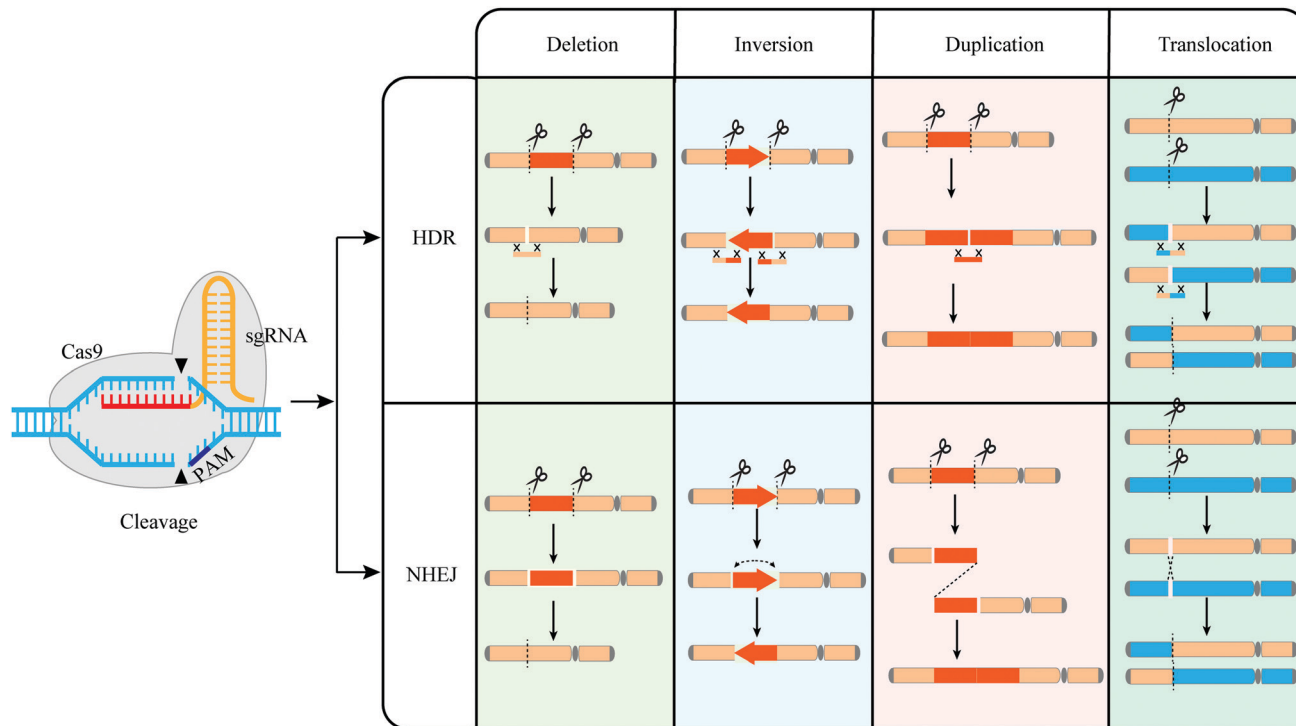 Deletion
Inversion
Duplication
Translocation
HDR
sgRNA
Cas9
PAM
Cleavage
NHEJ